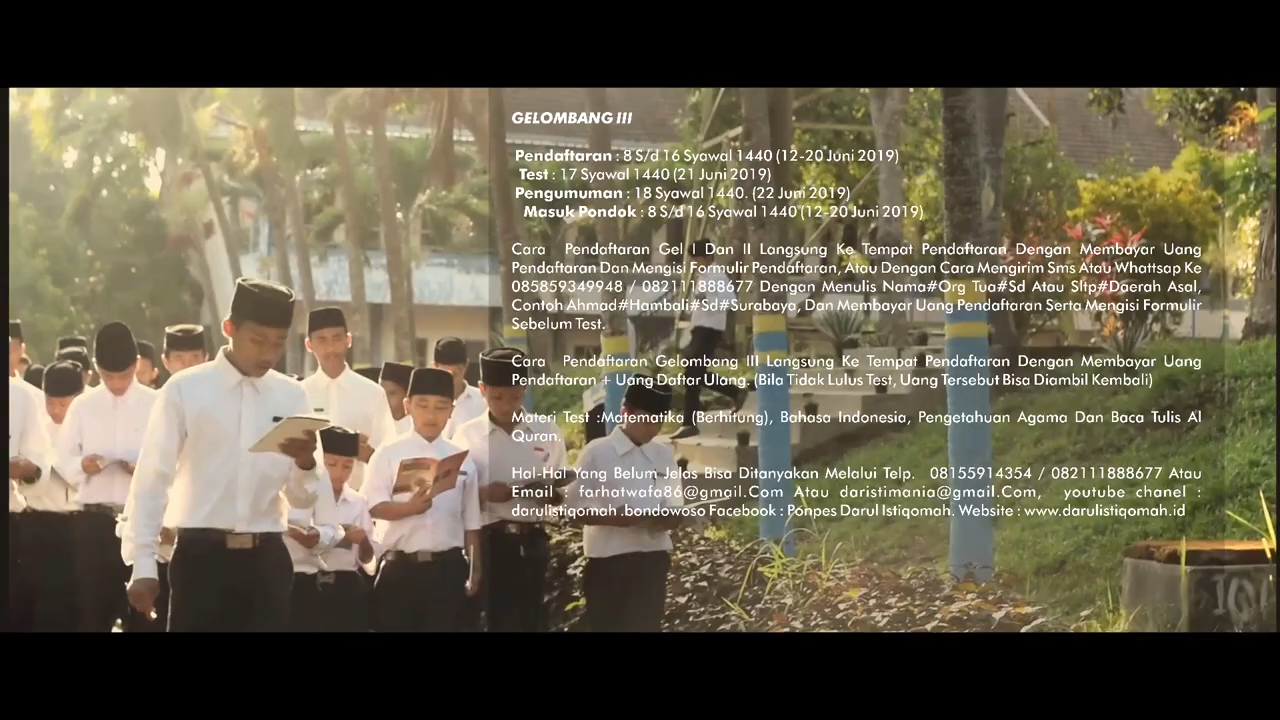 GELOMBANG III
Pendaftaran : 8 S/d 16 Syawal 1440 (12-20 Juni 2019)
Test : 17 Syawal 1440 (21 Juni 2019)
Pengumuman : 18 Syawal 1440. (22 Juni 2019)
Masuk Pondok : 8 S/d 16 Syawal 1440 (12-20 Juni 2019)
Cara Pendaftaran Gel I Dan II Langsung Ke Tempat Pendaftaran Dengan Membayar Uang
Pendaftaran Dan Mengisi Formulir Pendaftaran, Atau Dengan Cara Mengirim Sms Atau Whattsap Ke
085859349948 / 082111888677 Dengan Menulis Nama#Org Tua#Sd Atau Sltp#Daerah Asal,
Contoh Ahmad#Hambali#Sd#Surabaya, Dan Membayar Uang Pendaftaran Serta Mengisi Formulir
Sebelum Test.
Cara Pendaftaran Gelombang III Langsung Ke Tempat Pendaftaran Dengan Membayar Uang
Pendaftaran + Uang Daftar Ulang. (Bila Tidak Lulus Test, Uang Tersebut Bisa Diambil Kembali)
Materi Test :Matematika (Berhitung), Bahasa Indonesia, Pengetahuan Agama Dan Baca Tulis Al
Quran.
Hal-Hal Yang Belum Jelas Bisa Ditanyakan Melalui Telp. 08155914354 / 082111888677 Atau
Email : farhatwafa86@gmail.Com Atau daristimania@gmail.Com, youtube chanel :
darulistiqomah .bondowoso Facebook : Ponpes Darul Istiqomah. Website : www.darulistiqomah.id